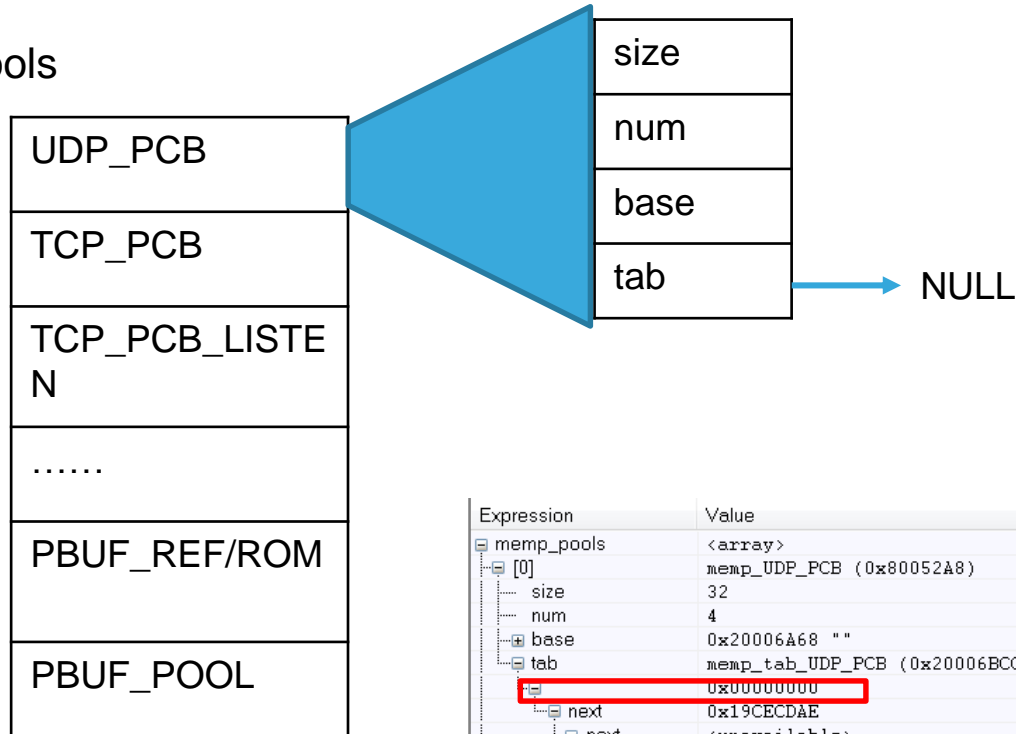 ools
UDP_PCB
TCP_PCB
TCP_PCB_LISTE
N
……
PBUF_REF/ROM
PBUF_POOL
size
num
base
tab
NULL
Expression Value
memp_pools <array>
[0] memp_UDP_PCB (0x80052A8)
size 32
num 4
base 0x20006A68 ""
tab memp_tab_UDP_PCB (0x20006BC
0x00000000
next 0x19CECDAE